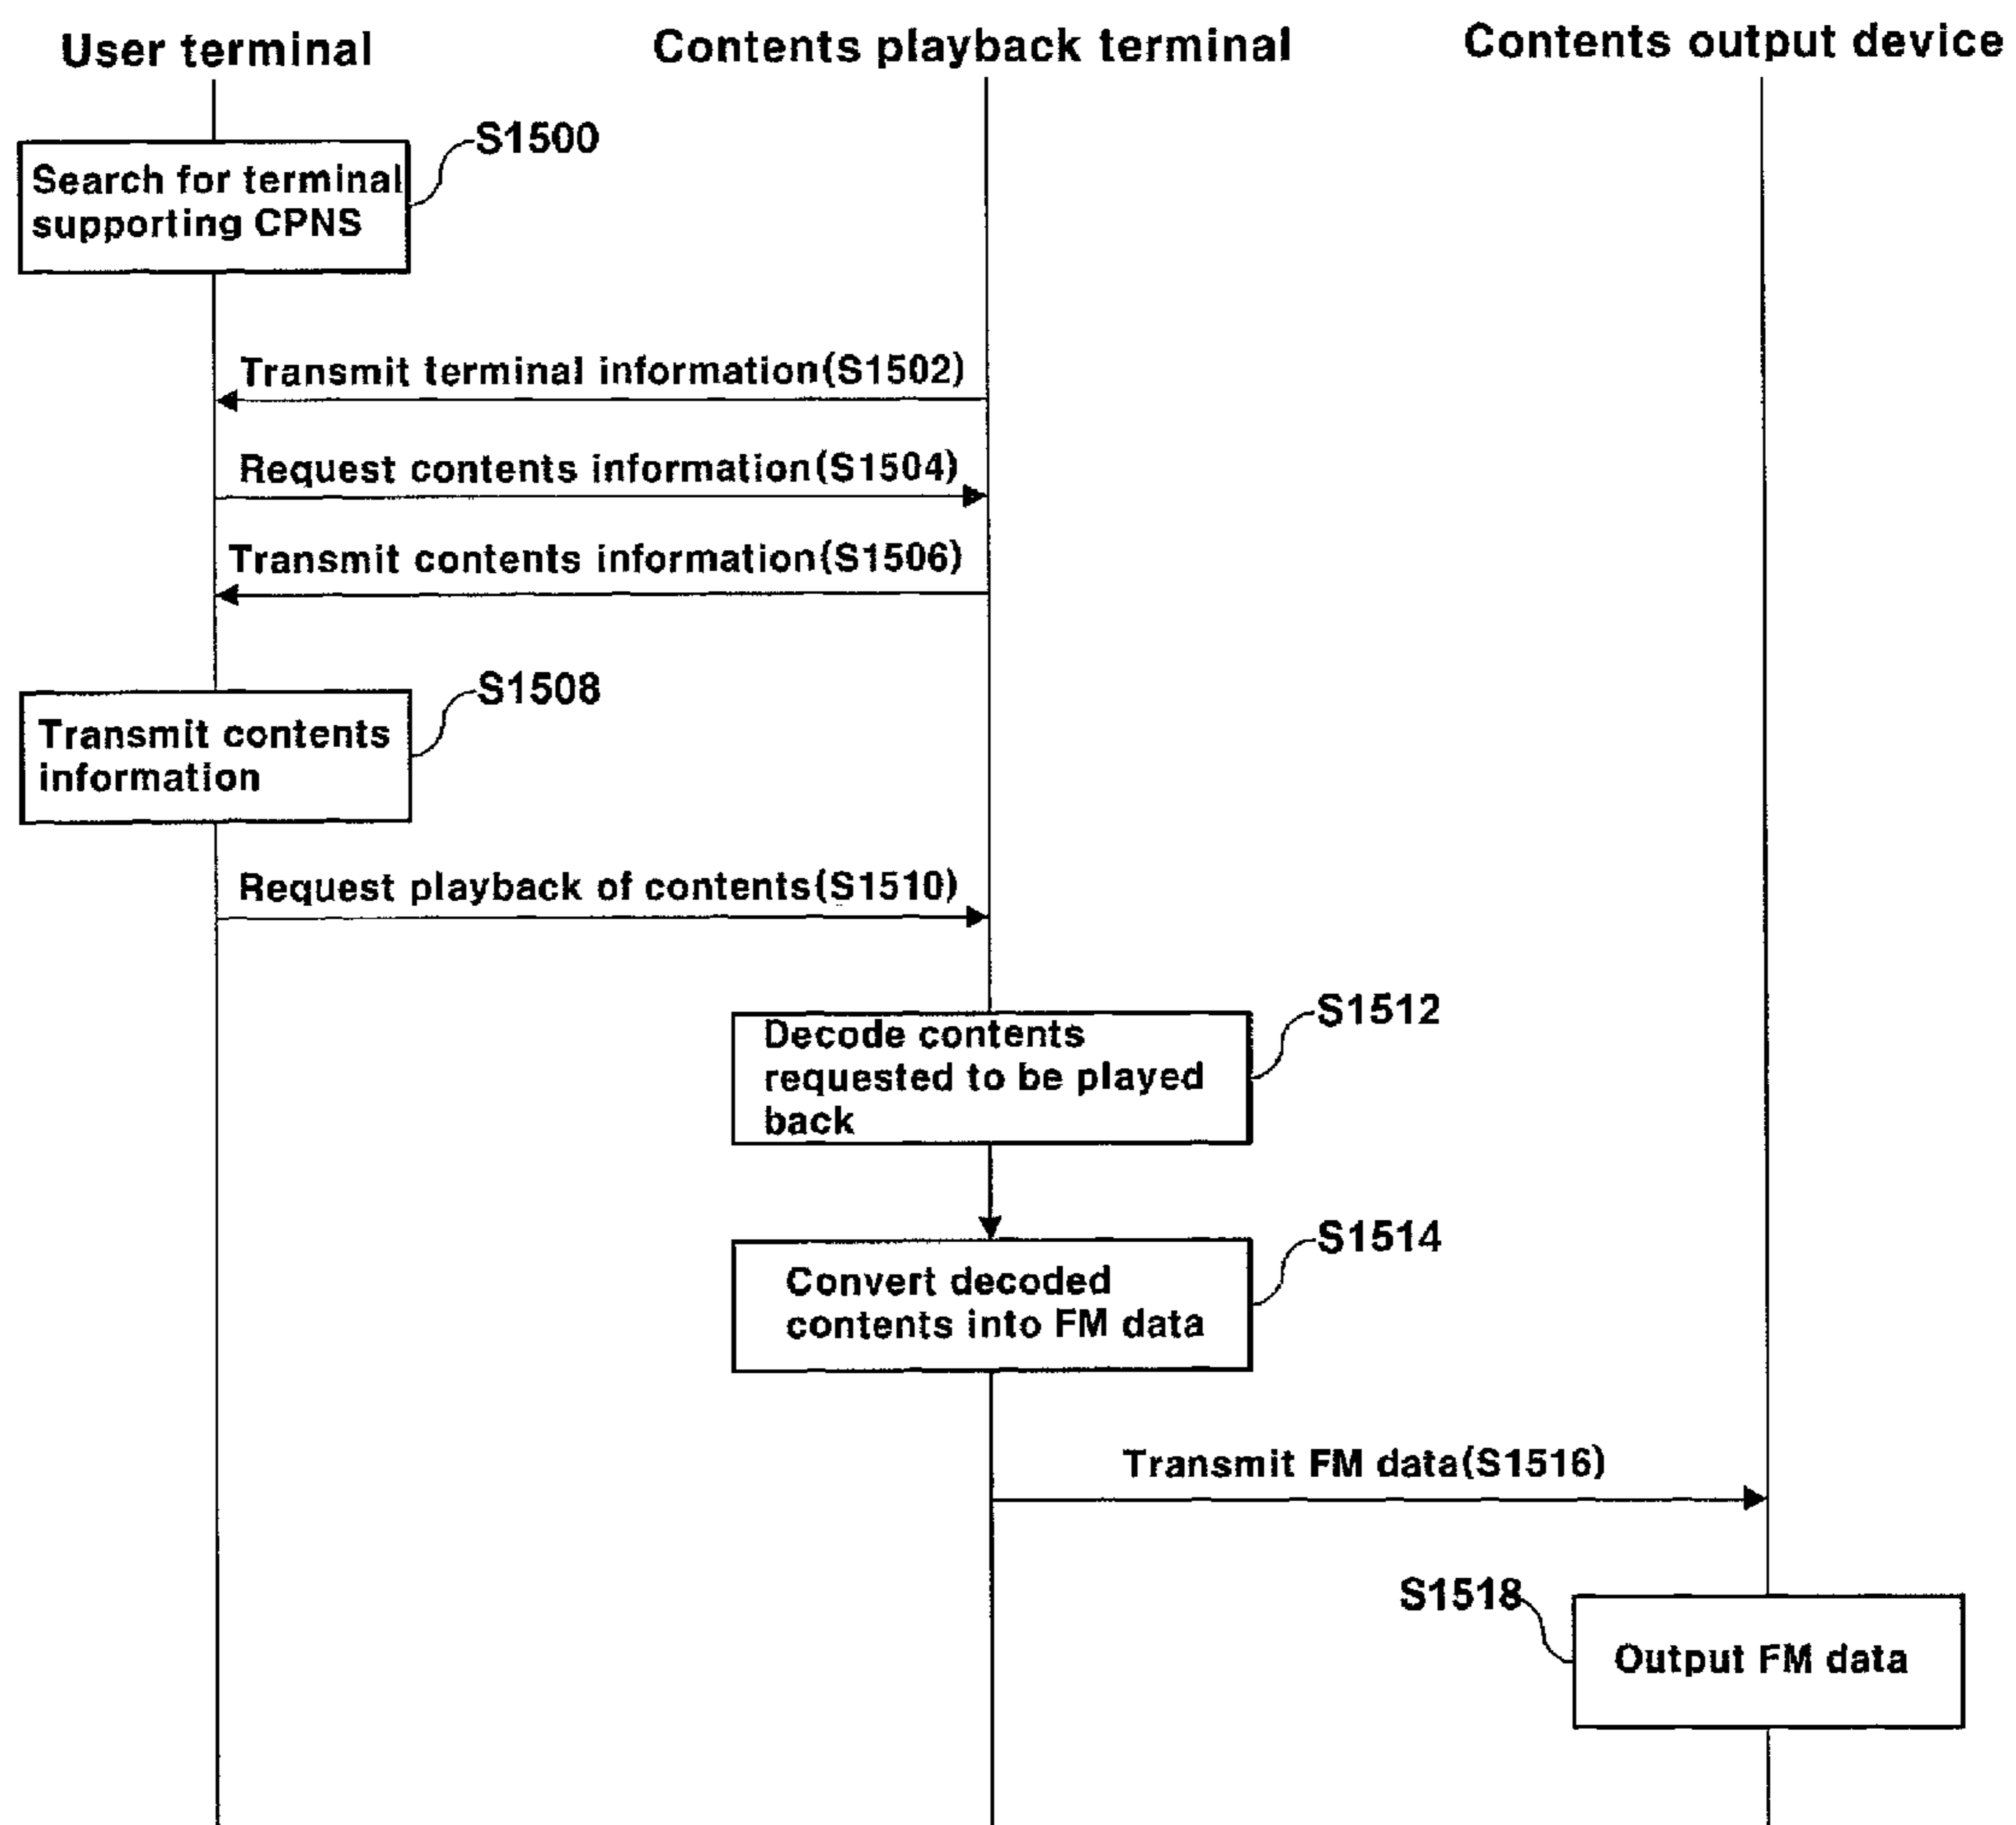 User terminal
Contents playback terminal
Contents output device
S1500
Search for terminal
supporting CPNS
Transmit terminal information(S1502)
Request contents information(S1504)
Transmit contents information(S1506)
S1508
Transmit contents
information
Request playback of contents(S1510)
S1512
Decode contents
requested to be played
back
S1514
Convert decoded
contents into FM data
Transmit FM data(S1516)
S1518
Output FM data